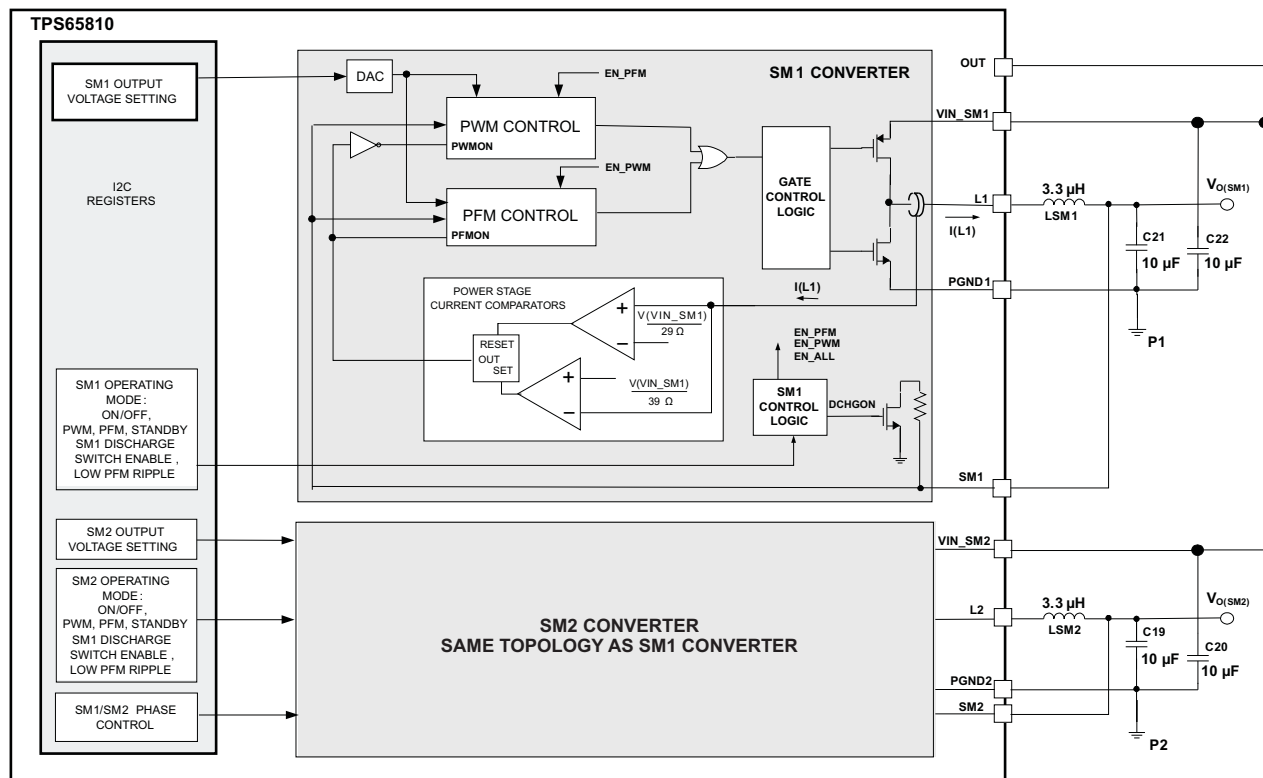 TPS65810
SM1 OUTPUT
VOLTAGE SETTING
I2C
REGISTERS
SM1 OPERATING
MODE:
ON/OFF,
PWM, PFM, STANDBY
SM1 DISCHARGE
SWITCH ENABLE ,
LOW PFM RIPPLE
SM2 OUTPUT
VOLTAGE SETTING
SM2 OPERATING
MODE:
ON/OFF,
PWM, PFM, STANDBY
SM1 DISCHARGE
SWITCH ENABLE ,
LOW PFM RIPPLE
SM1/SM2 PHASE
CONTROL
DAC
EN_PFM
SM1 CONVERTER
PWM CONTROL
PWMON
EN_PWM
PFM CONTROL
PFMON
GATE
CONTROL
LOGIC
POWER STAGE
CURRENT COMPARATORS
I(L1)
+
−
V(VIN_SM1)
29 Ω
RESET
OUT
SET
+
−
V(VIN_SM1)
39 Ω
EN_PFM
EN_PWM
EN_ALL
SM1
CONTROL
LOGIC
DCHGON
SM2 CONVERTER
SAME TOPOLOGY AS SM1 CONVERTER
OUT
VIN_SM1
L1
I(L1)
PGND1
SM1
3.3 µH
LSM1
VO(SM1)
C21
10 µF
C22
10 µF
P1
VIN_SM2
L2
PGND2
SM2
3.3 µH
LSM2
VO(SM2)
C19
10 µF
C20
10 µF
P2